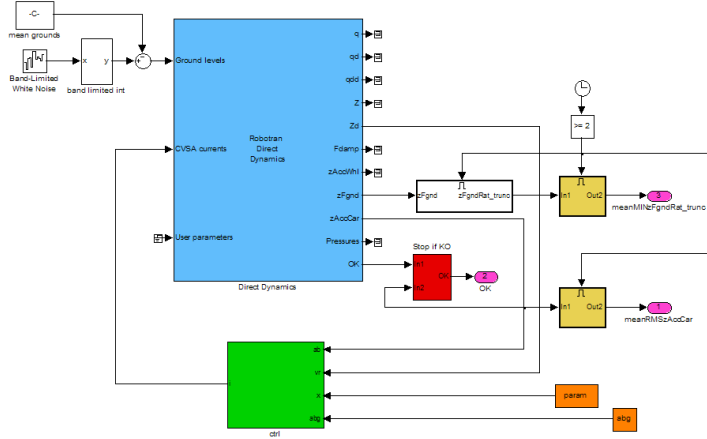 -C-
mean grounds
Band-Limited
White Noise
x
y
band limited int
Ground levels
CVSA currents
User parameters
Robotran
Direct
Dynamics
q
qd
qdd
Z
Zd
Fdamp
zAccWhl
zFgnd
zAccCar
Pressures
OK
Direct Dynamics
zFgnd
zFgndRat_trunc
>= 2
In1
Out2
3
meanMINzFgndRat_trunc
Stop if KO
In1
In2
OK
2
OK
In1
Out2
1
meanRMSzAccCar
ab
vr
x
abg
ctrl
param
abg